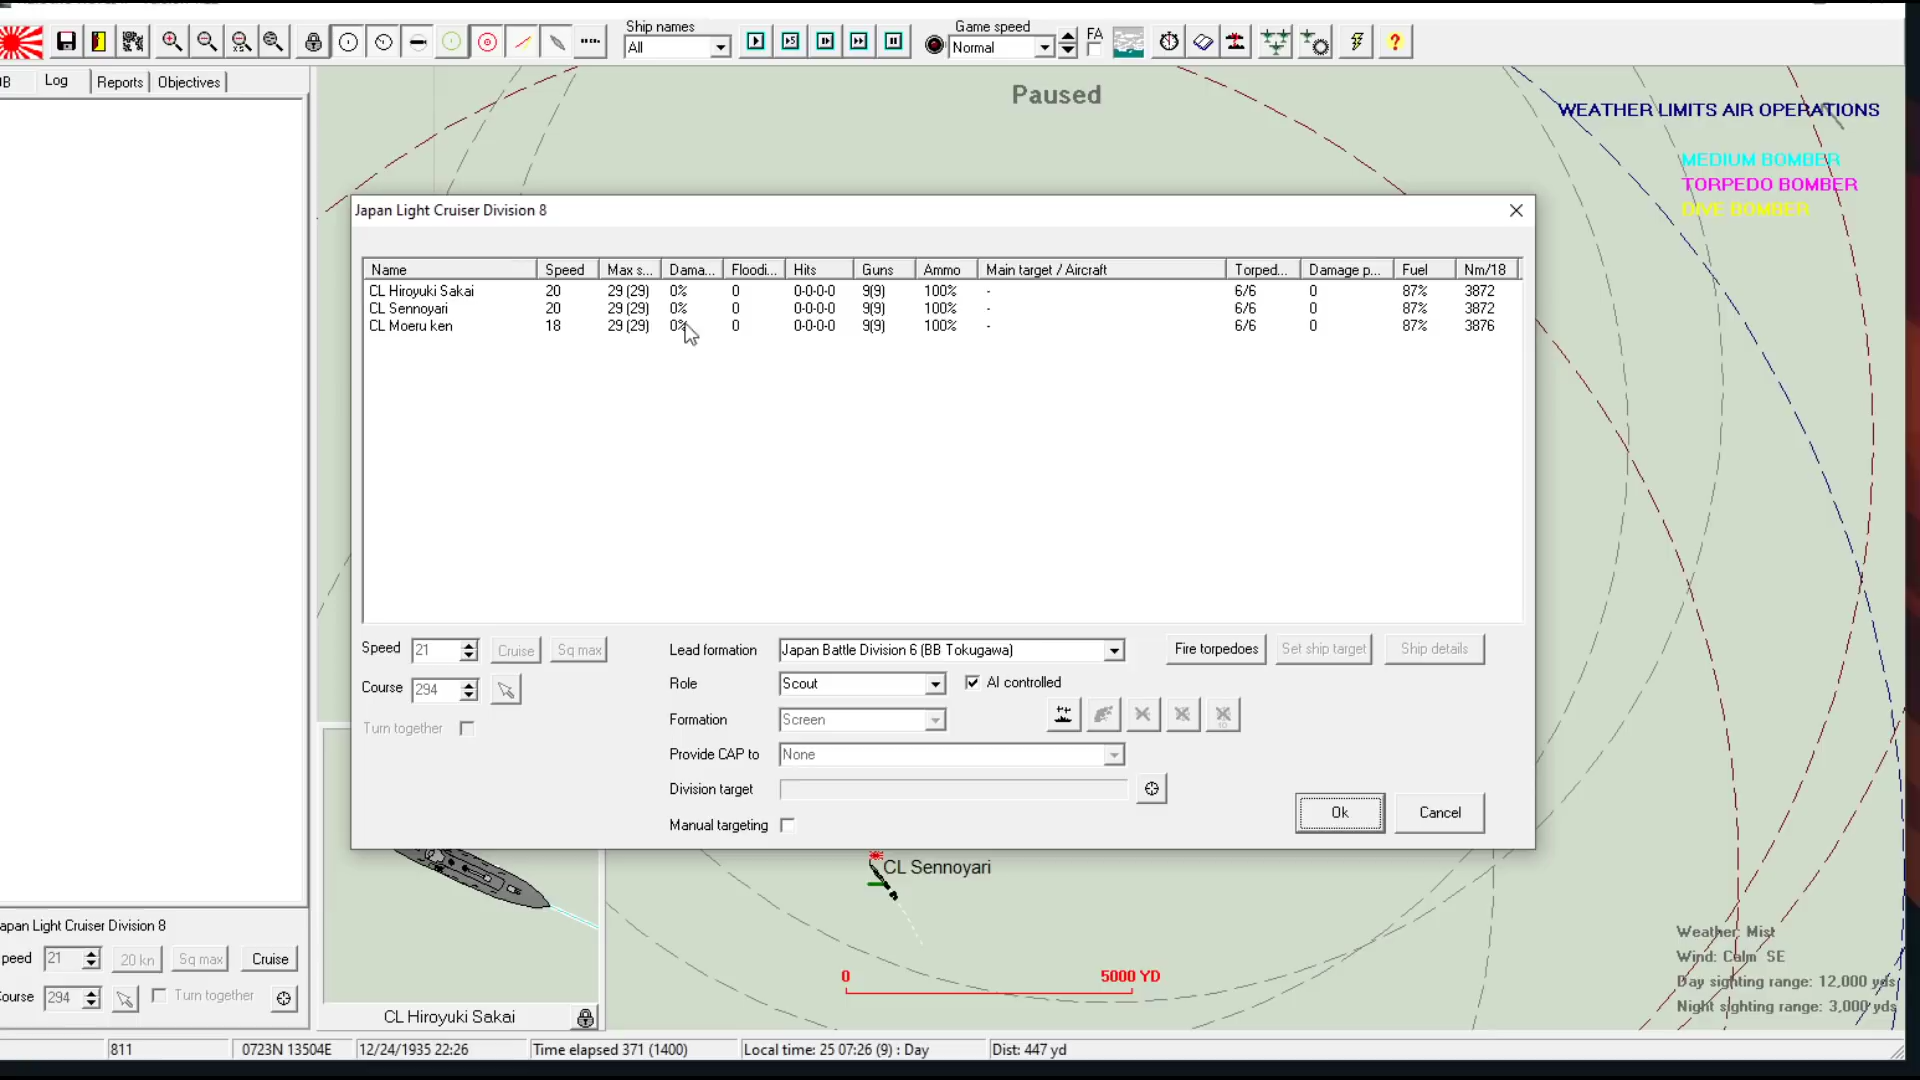 Ship names
All
Game speed
Normal
FA
Log
Reports
Objectives
Paused
WEATHER LIMITS AIR OPERATIONS
MEDIUM BOMBER
TORPEDO BOMBER
DIVE BOMBER
Japan Light Cruiser Division 8
Name Speed Max s... Dama... Floodi... Hits Guns Ammo Main target / Aircraft Torped... Damage p... Fuel Nm/18
CL Hiroyuki Sakai 20 29 (29) 0% 0 0-0-0-0 9(9) 100% - 6/6 0 87% 3872
CL Sennoyari 20 29 (29) 0% 0 0-0-0-0 9(9) 100% - 6/6 0 87% 3872
CL Moeru ken 18 29 (29) 0% 0 0-0-0-0 9(9) 100% - 6/6 0 87% 3876
Speed 21 Cruise Sq max
Lead formation Japan Battle Division 6 (BB Tokugawa)
Fire torpedoes Set ship target Ship details
Course 294
Role Scout
AI controlled
Turn together
Formation Screen
Provide CAP to None
Division target
Manual targeting
Ok Cancel
CL Sennoyari
0 5000 YD
Weather: Mist
Wind: Calm SE
Day sighting range: 12,000 yds
Night sighting range: 3,000 yds
apan Light Cruiser Division 8
peed 21 20 kn Sq max Cruise
ourse 294 Turn together
CL Hiroyuki Sakai
811 0723N 13504E 12/24/1935 22:26 Time elapsed 371 (1400) Local time: 25 07:26 (9) : Day Dist: 447 yd